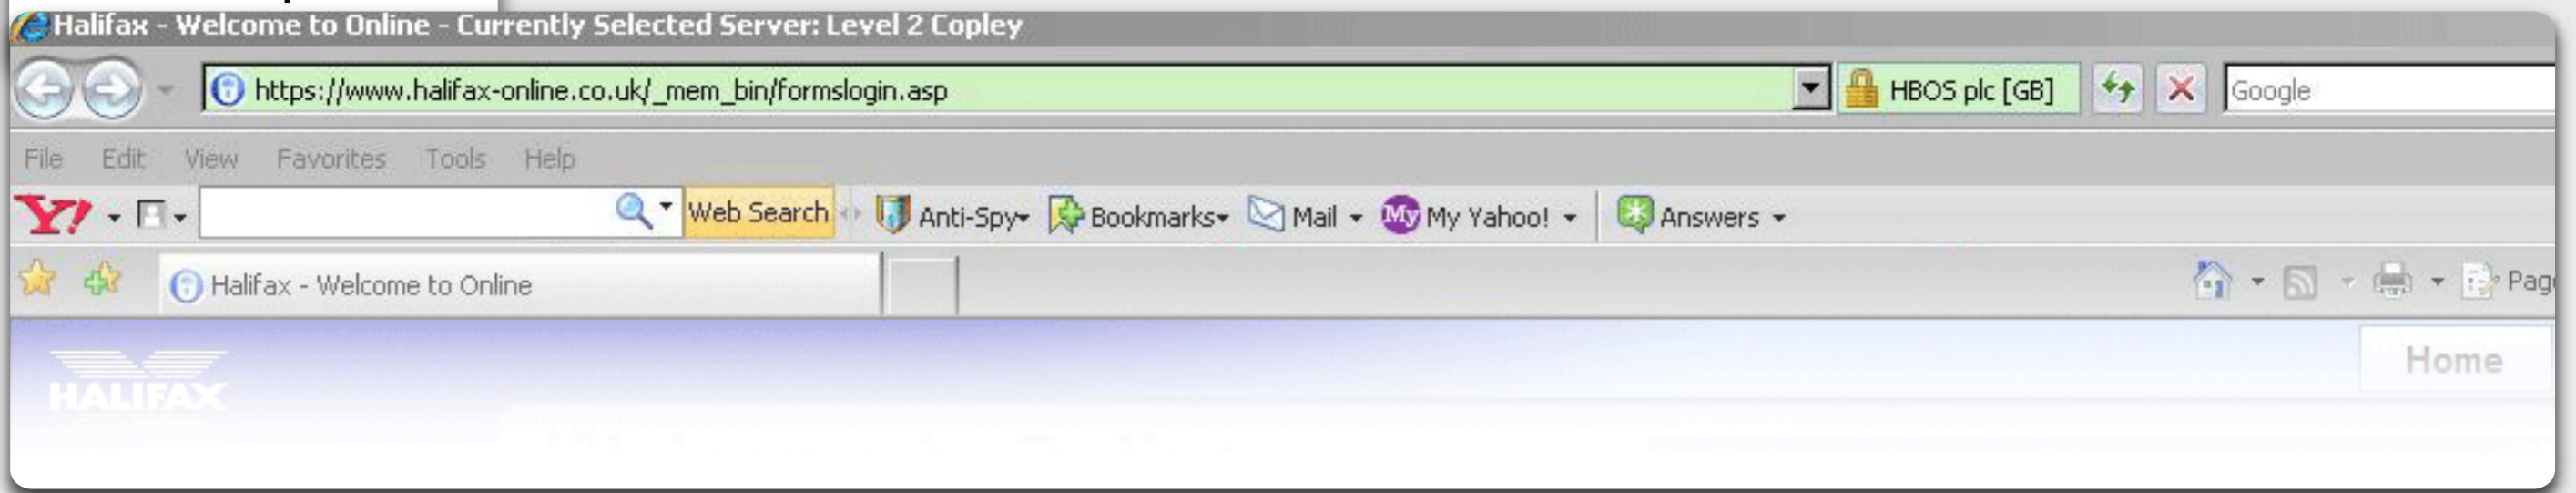 Halifax - Welcome to Online - Currently Selected Server: Level 2 Copley
https://www.halifax-online.co.uk/_mem_bin/formslogin.asp HBOS plc [GB] Google
File Edit View Favorites Tools Help
Y! Web Search Anti-Spy Bookmarks Mail My My Yahoo! Answers
Halifax - Welcome to Online Pag
Home
HALIFAX